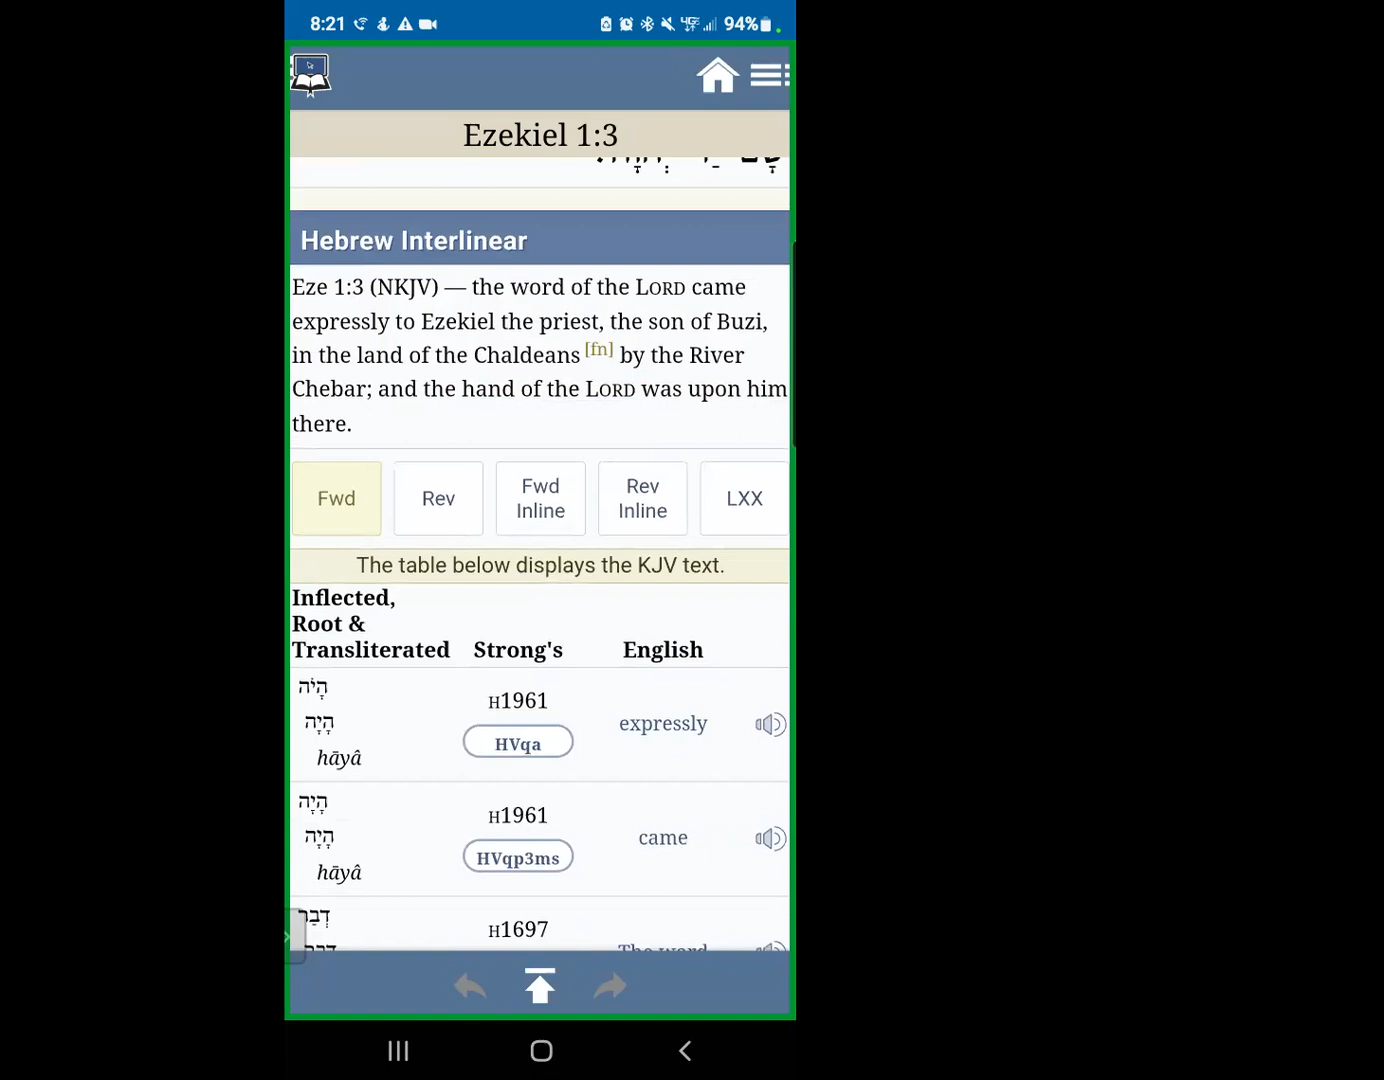 8:21
94%
Ezekiel 1:3
Hebrew Interlinear
Eze 1:3 (NKJV) — the word of the LORD came
expressly to Ezekiel the priest, the son of Buzi,
in the land of the Chaldeans [fn] by the River
Chebar; and the hand of the LORD was upon him
there.
Fwd
Rev
Fwd
Inline
Rev
Inline
LXX
The table below displays the KJV text.
Inflected,
Root &
Transliterated Strong's English
הָיֹה
הָיָה
hāyâ
H1961
HVqa
expressly
הָיָה
הָיָה
hāyâ
H1961
HVqp3ms
came
דְבַר
H1697
The word